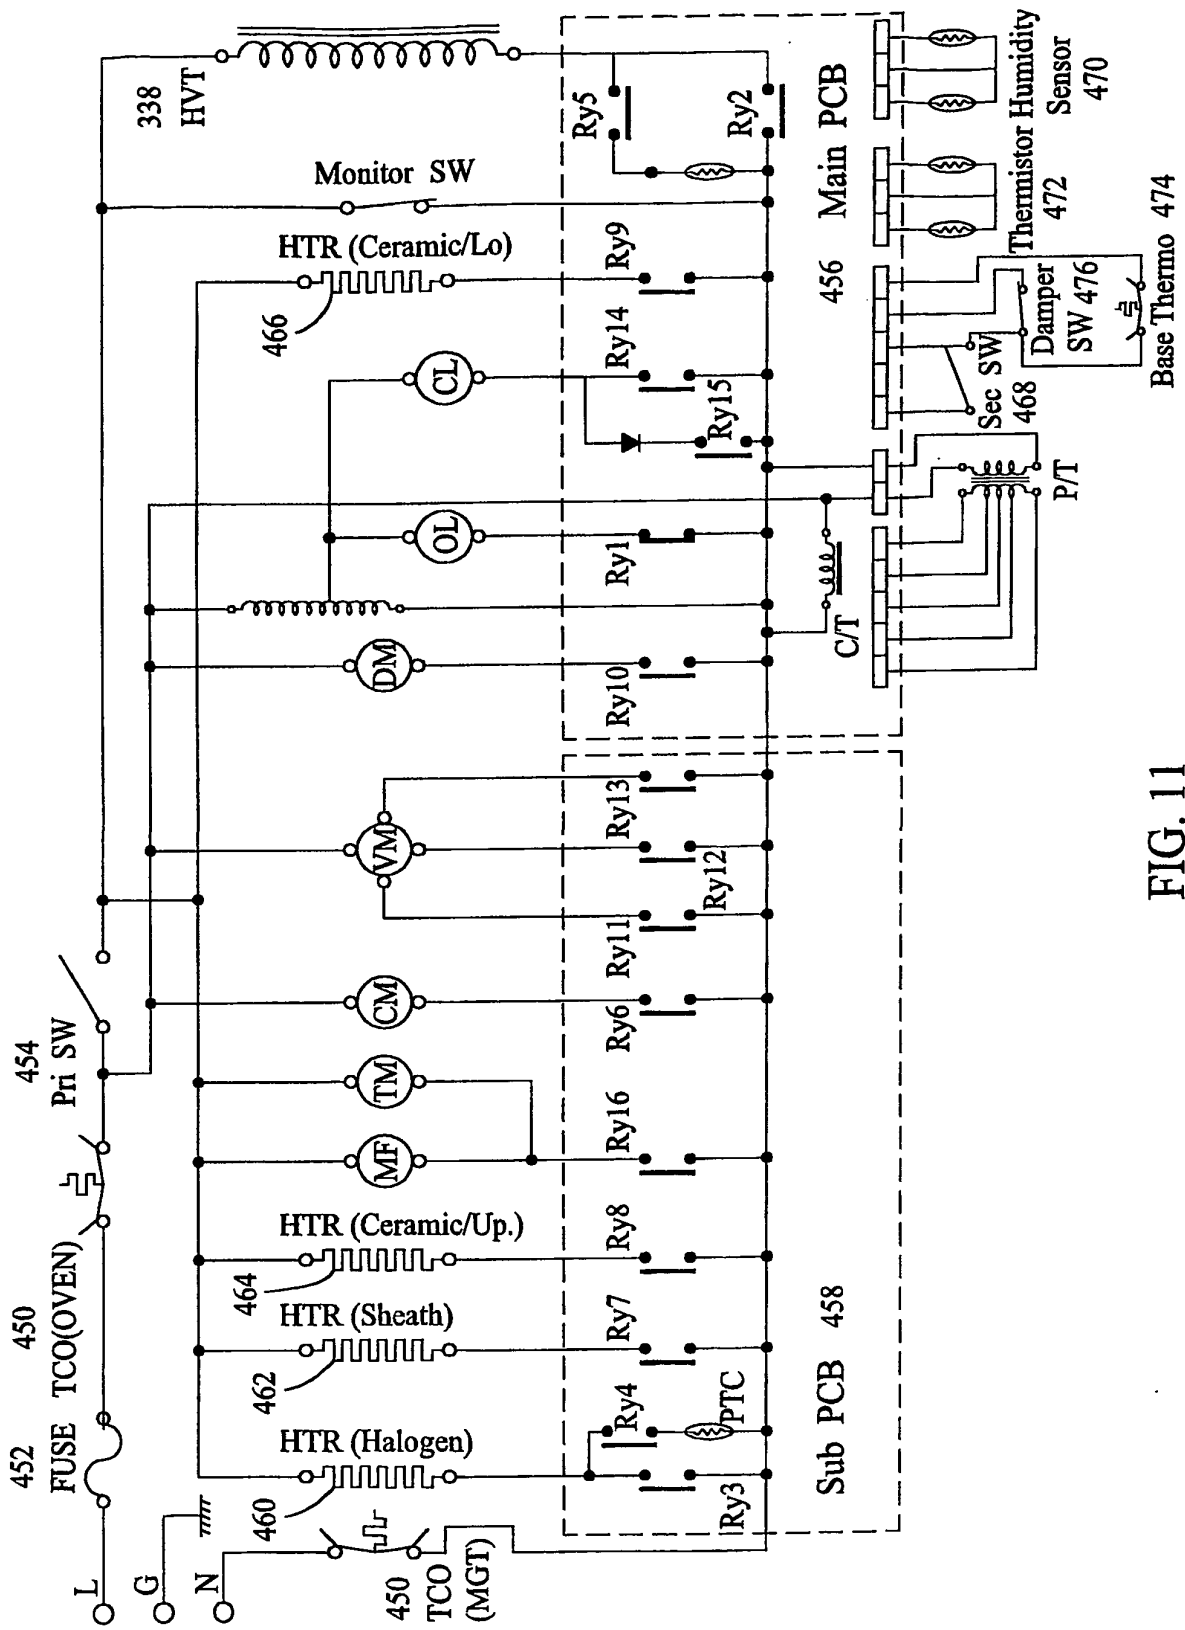 L
G
N
452
FUSE
450
TCO(OVEN)
454
Pri SW
338
HVT
450
TCO
(MGT)
HTR (Halogen)
460
HTR (Sheath)
462
HTR (Ceramic/Up.)
464
MF
TM
CM
VM
DM
OL
CL
HTR (Ceramic/Lo)
466
Monitor SW
Ry3
Ry4
PTC
Ry7
Ry8
Ry16
Ry6
Ry11
Ry12
Ry13
Ry10
Ry1
Ry15
Ry14
Ry9
Ry5
Ry2
Sub PCB 458
456 Main PCB
C/T
P/T
Sec SW
468
Damper
SW 476
Base Thermo 474
Thermistor
472
Humidity
Sensor
470
FIG. 11